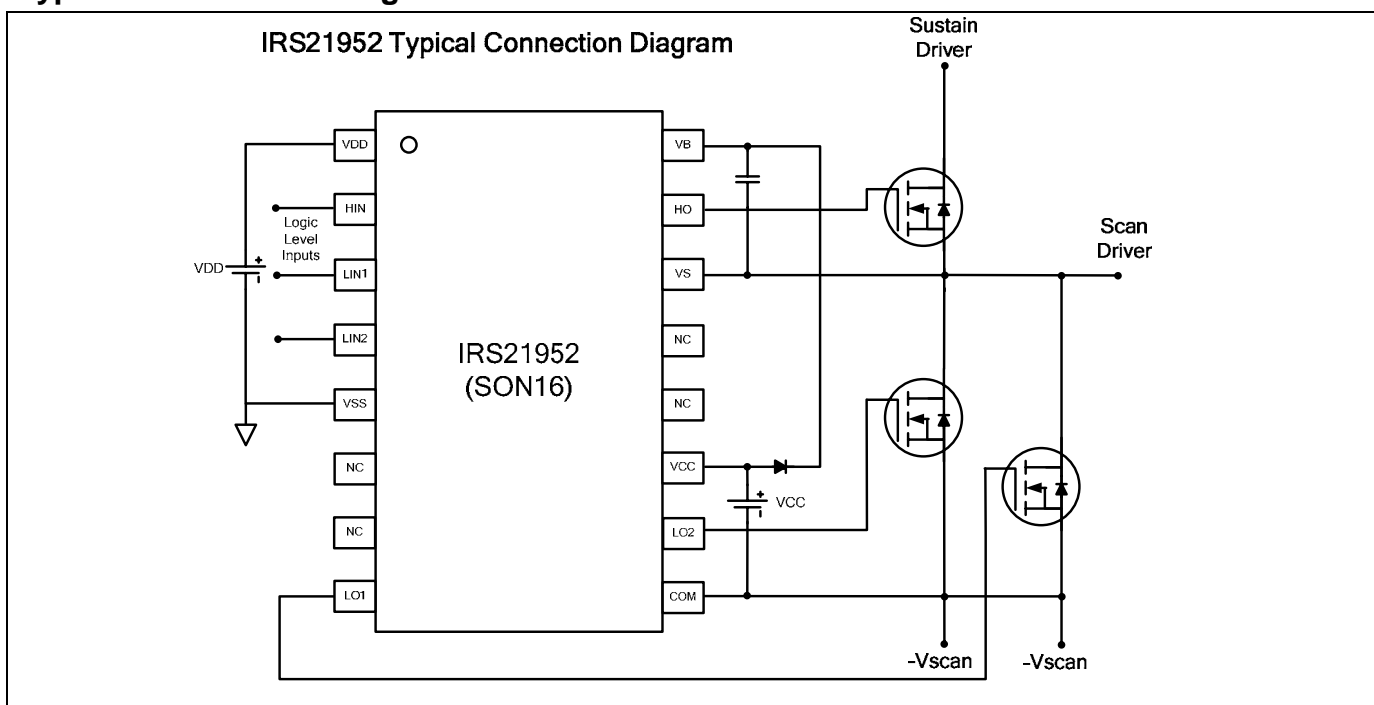 IRS21952 Typical Connection Diagram
Sustain
Driver
VDD
HIN
Logic
Level
Inputs
LIN1
VDD
+
-
LIN2
VSS
NC
NC
LO1
IRS21952
(SON16)
VB
HO
VS
NC
NC
VCC
+
-
VCC
LO2
COM
Scan
Driver
-Vscan
-Vscan